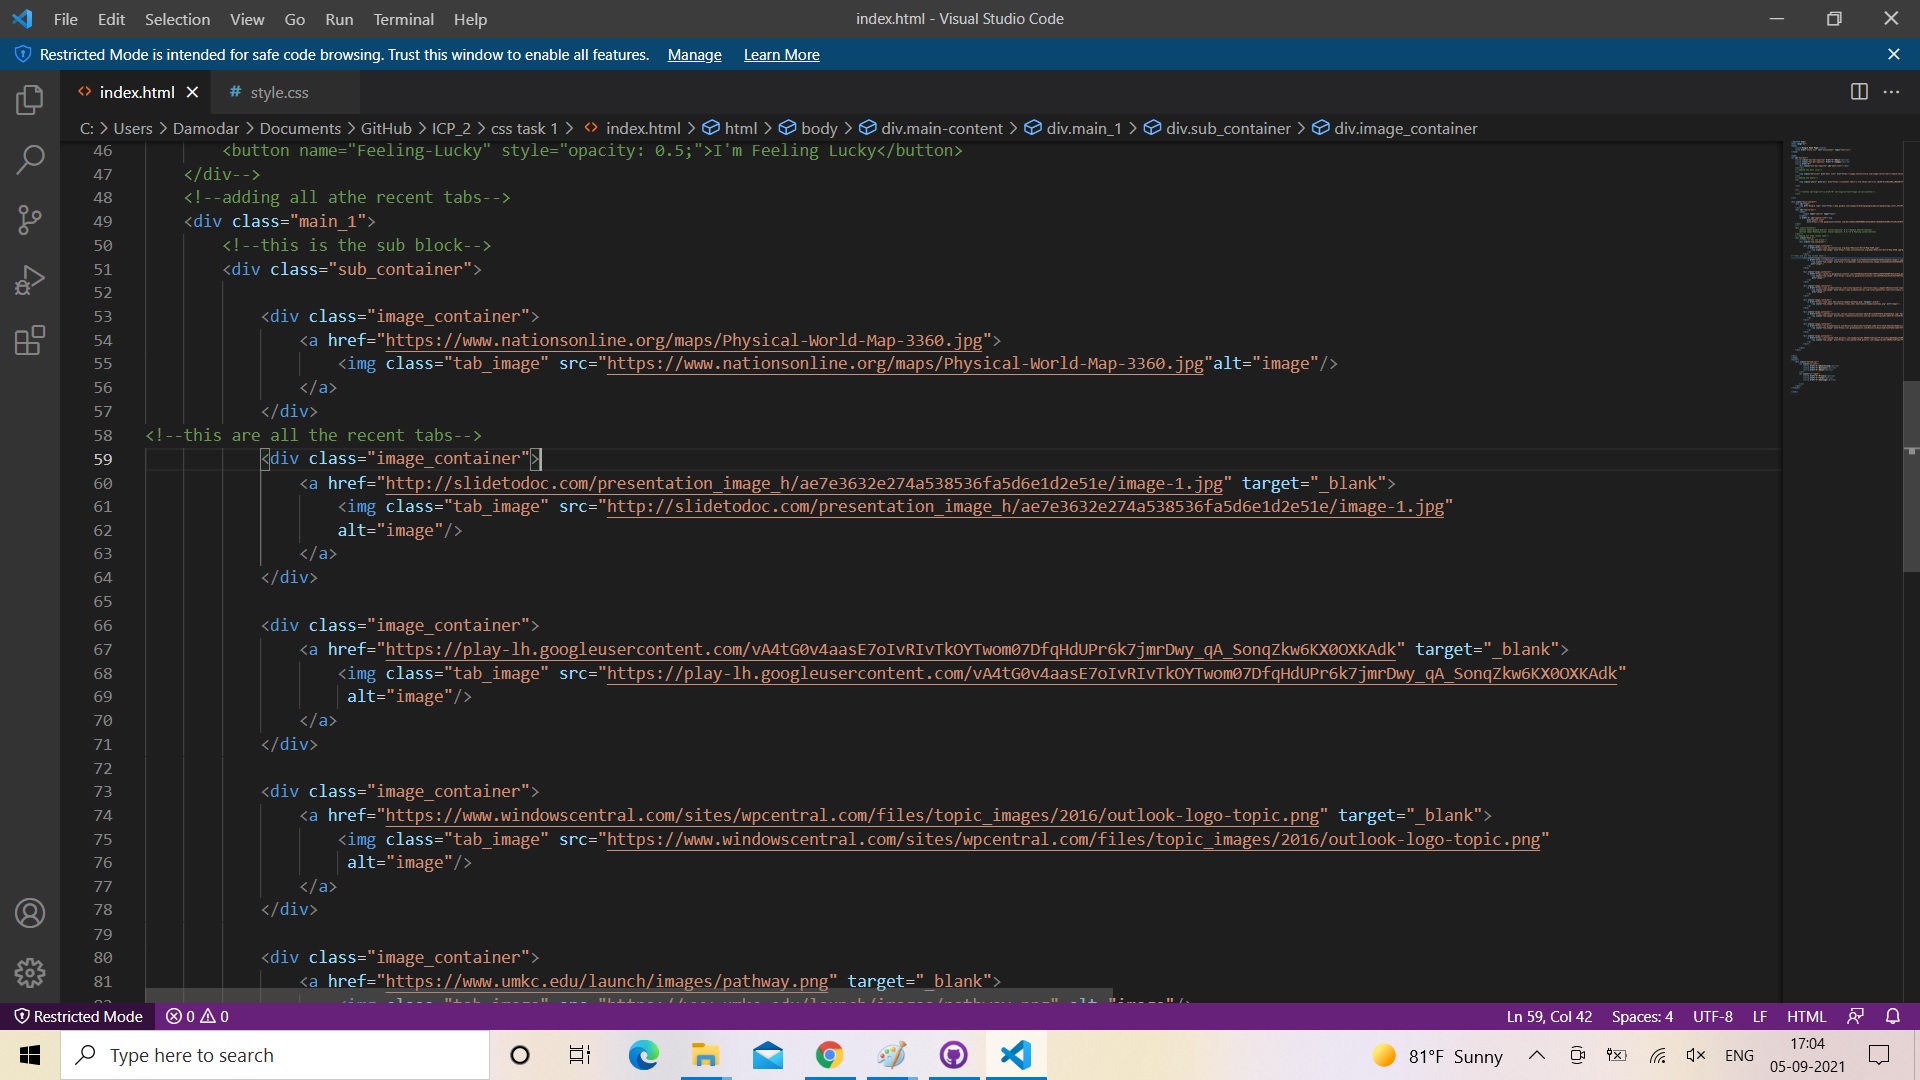 File Edit Selection View Go Run Terminal Help
index.html - Visual Studio Code
Restricted Mode is intended for safe code browsing. Trust this window to enable all features. Manage Learn More
index.html style.css
C: > Users > Damodar > Documents > GitHub > ICP_2 > css task 1 > index.html > html > body > div.main-content > div.main_1 > div.sub_container > div.image_container
46 <button name="Feeling-Lucky" style="opacity: 0.5;">I'm Feeling Lucky</button>
47 </div-->
48 <!--adding all athe recent tabs-->
49 <div class="main_1">
50 <!--this is the sub block-->
51 <div class="sub_container">
52
53 <div class="image_container">
54 <a href="https://www.nationsonline.org/maps/Physical-World-Map-3360.jpg">
55 <img class="tab_image" src="https://www.nationsonline.org/maps/Physical-World-Map-3360.jpg"alt="image"/>
56 </a>
57 </div>
58 <!--this are all the recent tabs-->
59 <div class="image_container">
60 <a href="http://slidetodoc.com/presentation_image_h/ae7e3632e274a538536fa5d6e1d2e51e/image-1.jpg" target="_blank">
61 <img class="tab_image" src="http://slidetodoc.com/presentation_image_h/ae7e3632e274a538536fa5d6e1d2e51e/image-1.jpg"
62 alt="image"/>
63 </a>
64 </div>
65
66 <div class="image_container">
67 <a href="https://play-lh.googleusercontent.com/vA4tG0v4aasE7oIvRIvTkOYTwom07DfqHdUPr6k7jmrDwy_qA_SonqZkw6KX0OXKAdk" target="_blank">
68 <img class="tab_image" src="https://play-lh.googleusercontent.com/vA4tG0v4aasE7oIvRIvTkOYTwom07DfqHdUPr6k7jmrDwy_qA_SonqZkw6KX0OXKAdk"
69 alt="image"/>
70 </a>
71 </div>
72
73 <div class="image_container">
74 <a href="https://www.windowscentral.com/sites/wpcentral.com/files/topic_images/2016/outlook-logo-topic.png" target="_blank">
75 <img class="tab_image" src="https://www.windowscentral.com/sites/wpcentral.com/files/topic_images/2016/outlook-logo-topic.png"
76 alt="image"/>
77 </a>
78 </div>
79
80 <div class="image_container">
81 <a href="https://www.umkc.edu/launch/images/pathway.png" target="_blank">
Restricted Mode 0 0 Ln 59, Col 42 Spaces: 4 UTF-8 LF HTML
Type here to search 81°F Sunny ENG 17:04
05-09-2021